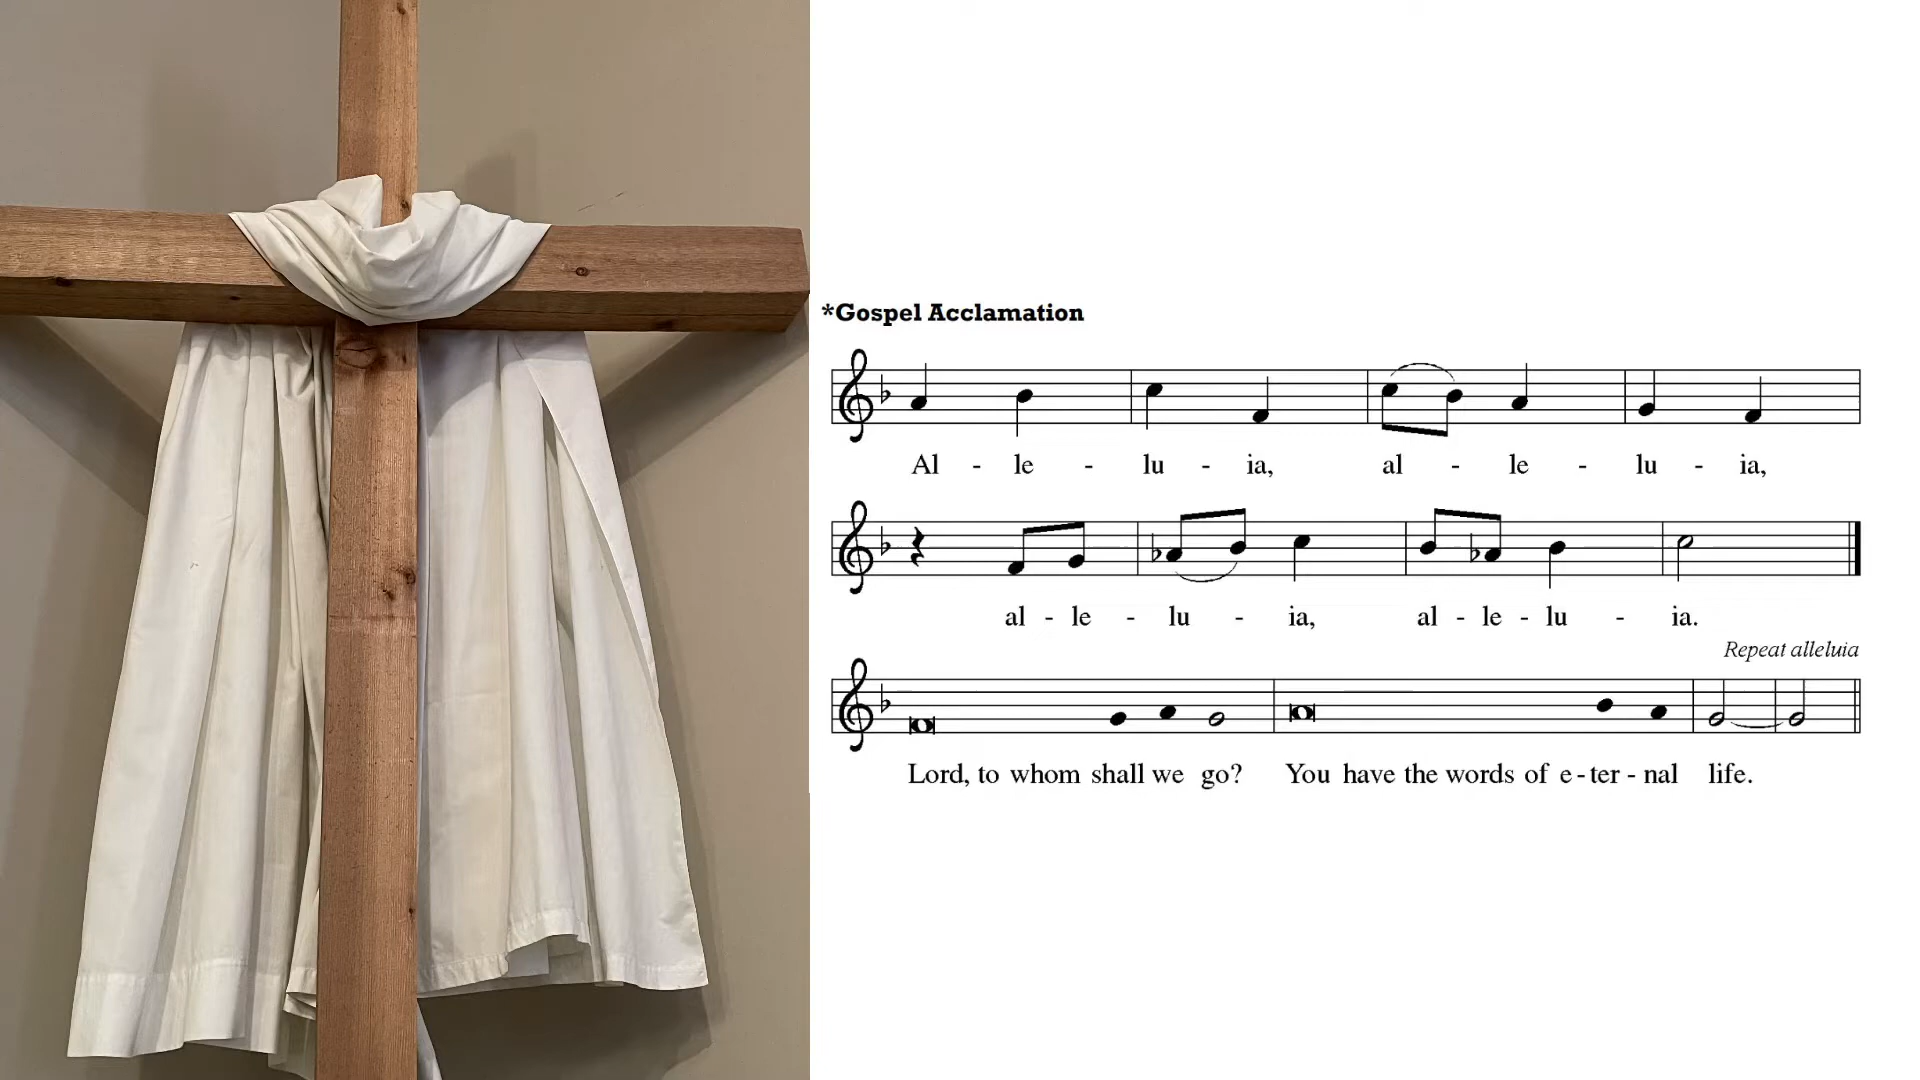 *Gospel Acclamation
Al - le - lu - ia, al - le - lu - ia,
al - le - lu - ia, al - le - lu - ia.
Repeat alleluia
Lord, to whom shall we go? You have the words of e - ter - nal life.